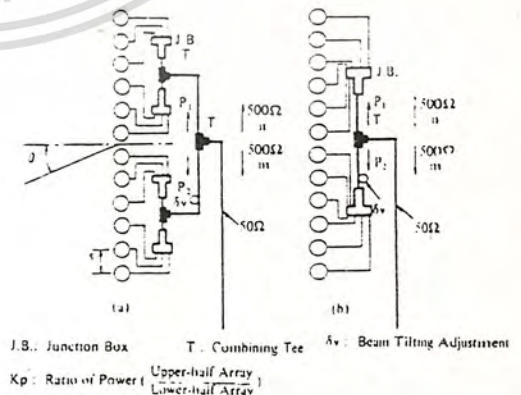 J.B.
T
P₁
T
500Ω
n
500Ω
m
θ
P₂
δv
50Ω
(a)
J.B.
P₁
T
500Ω
n
500Ω
m
P₂
δv
50Ω
(b)
J.B.: Junction Box T : Combining Tee δv : Beam Tilting Adjustment
Kp : Ratio of Power ( Upper-half Array
Lower-half Array )